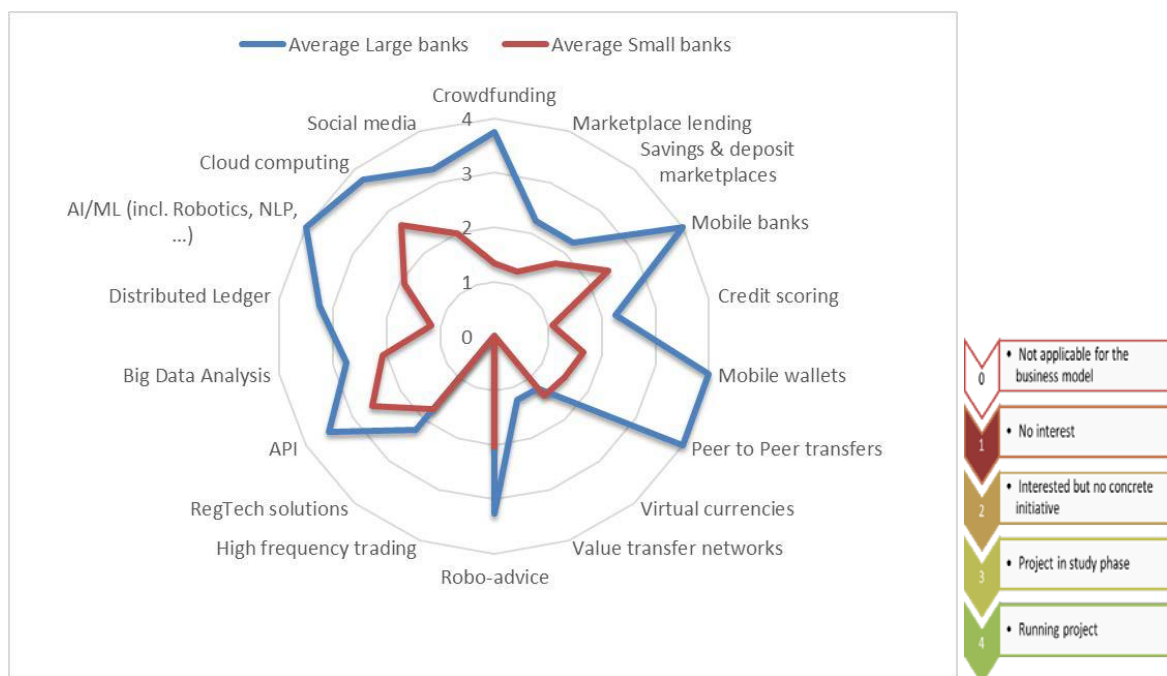 Average Large banks
Average Small banks
Crowdfunding
4
Social media
Marketplace lending
Cloud computing
Savings & deposit
marketplaces
3
AI/ML (incl. Robotics, NLP,
...)
Mobile banks
2
1
Distributed Ledger
Credit scoring
0
Big Data Analysis
Mobile wallets
API
Peer to Peer transfers
RegTech solutions
Virtual currencies
High frequency trading
Value transfer networks
Robo-advice
0
• Not applicable for the
business model
1
• No interest
2
• Interested but no concrete
initiative
3
• Project in study phase
4
• Running project